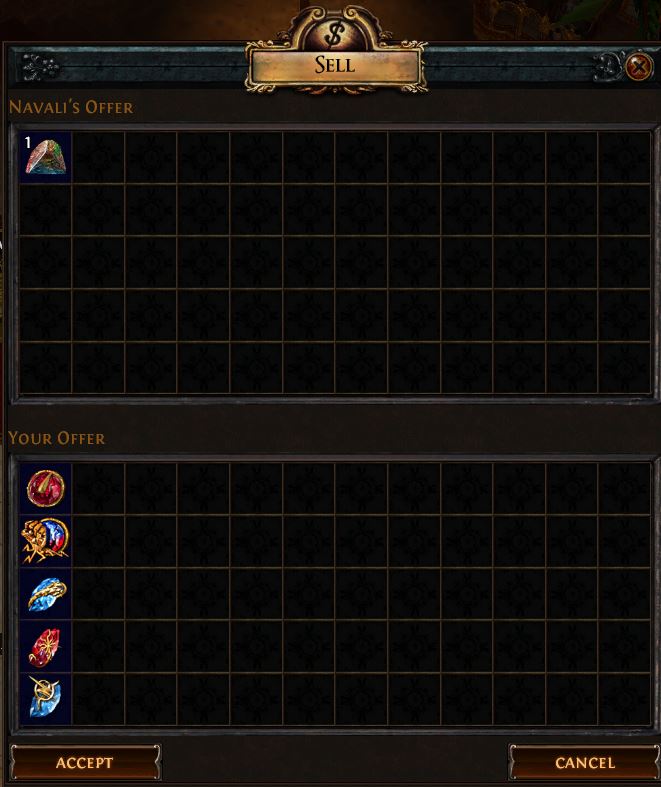 $
SELL
NAVALI'S OFFER
1
YOUR OFFER
ACCEPT
CANCEL